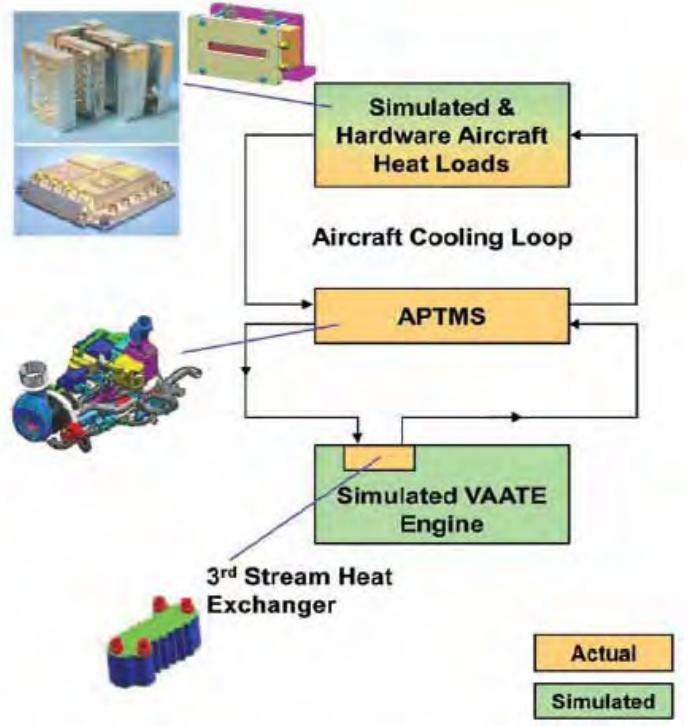 Simulated &
Hardware Aircraft
Heat Loads
Aircraft Cooling Loop
APTMS
Simulated VAATE
Engine
3rd Stream Heat
Exchanger
Actual
Simulated